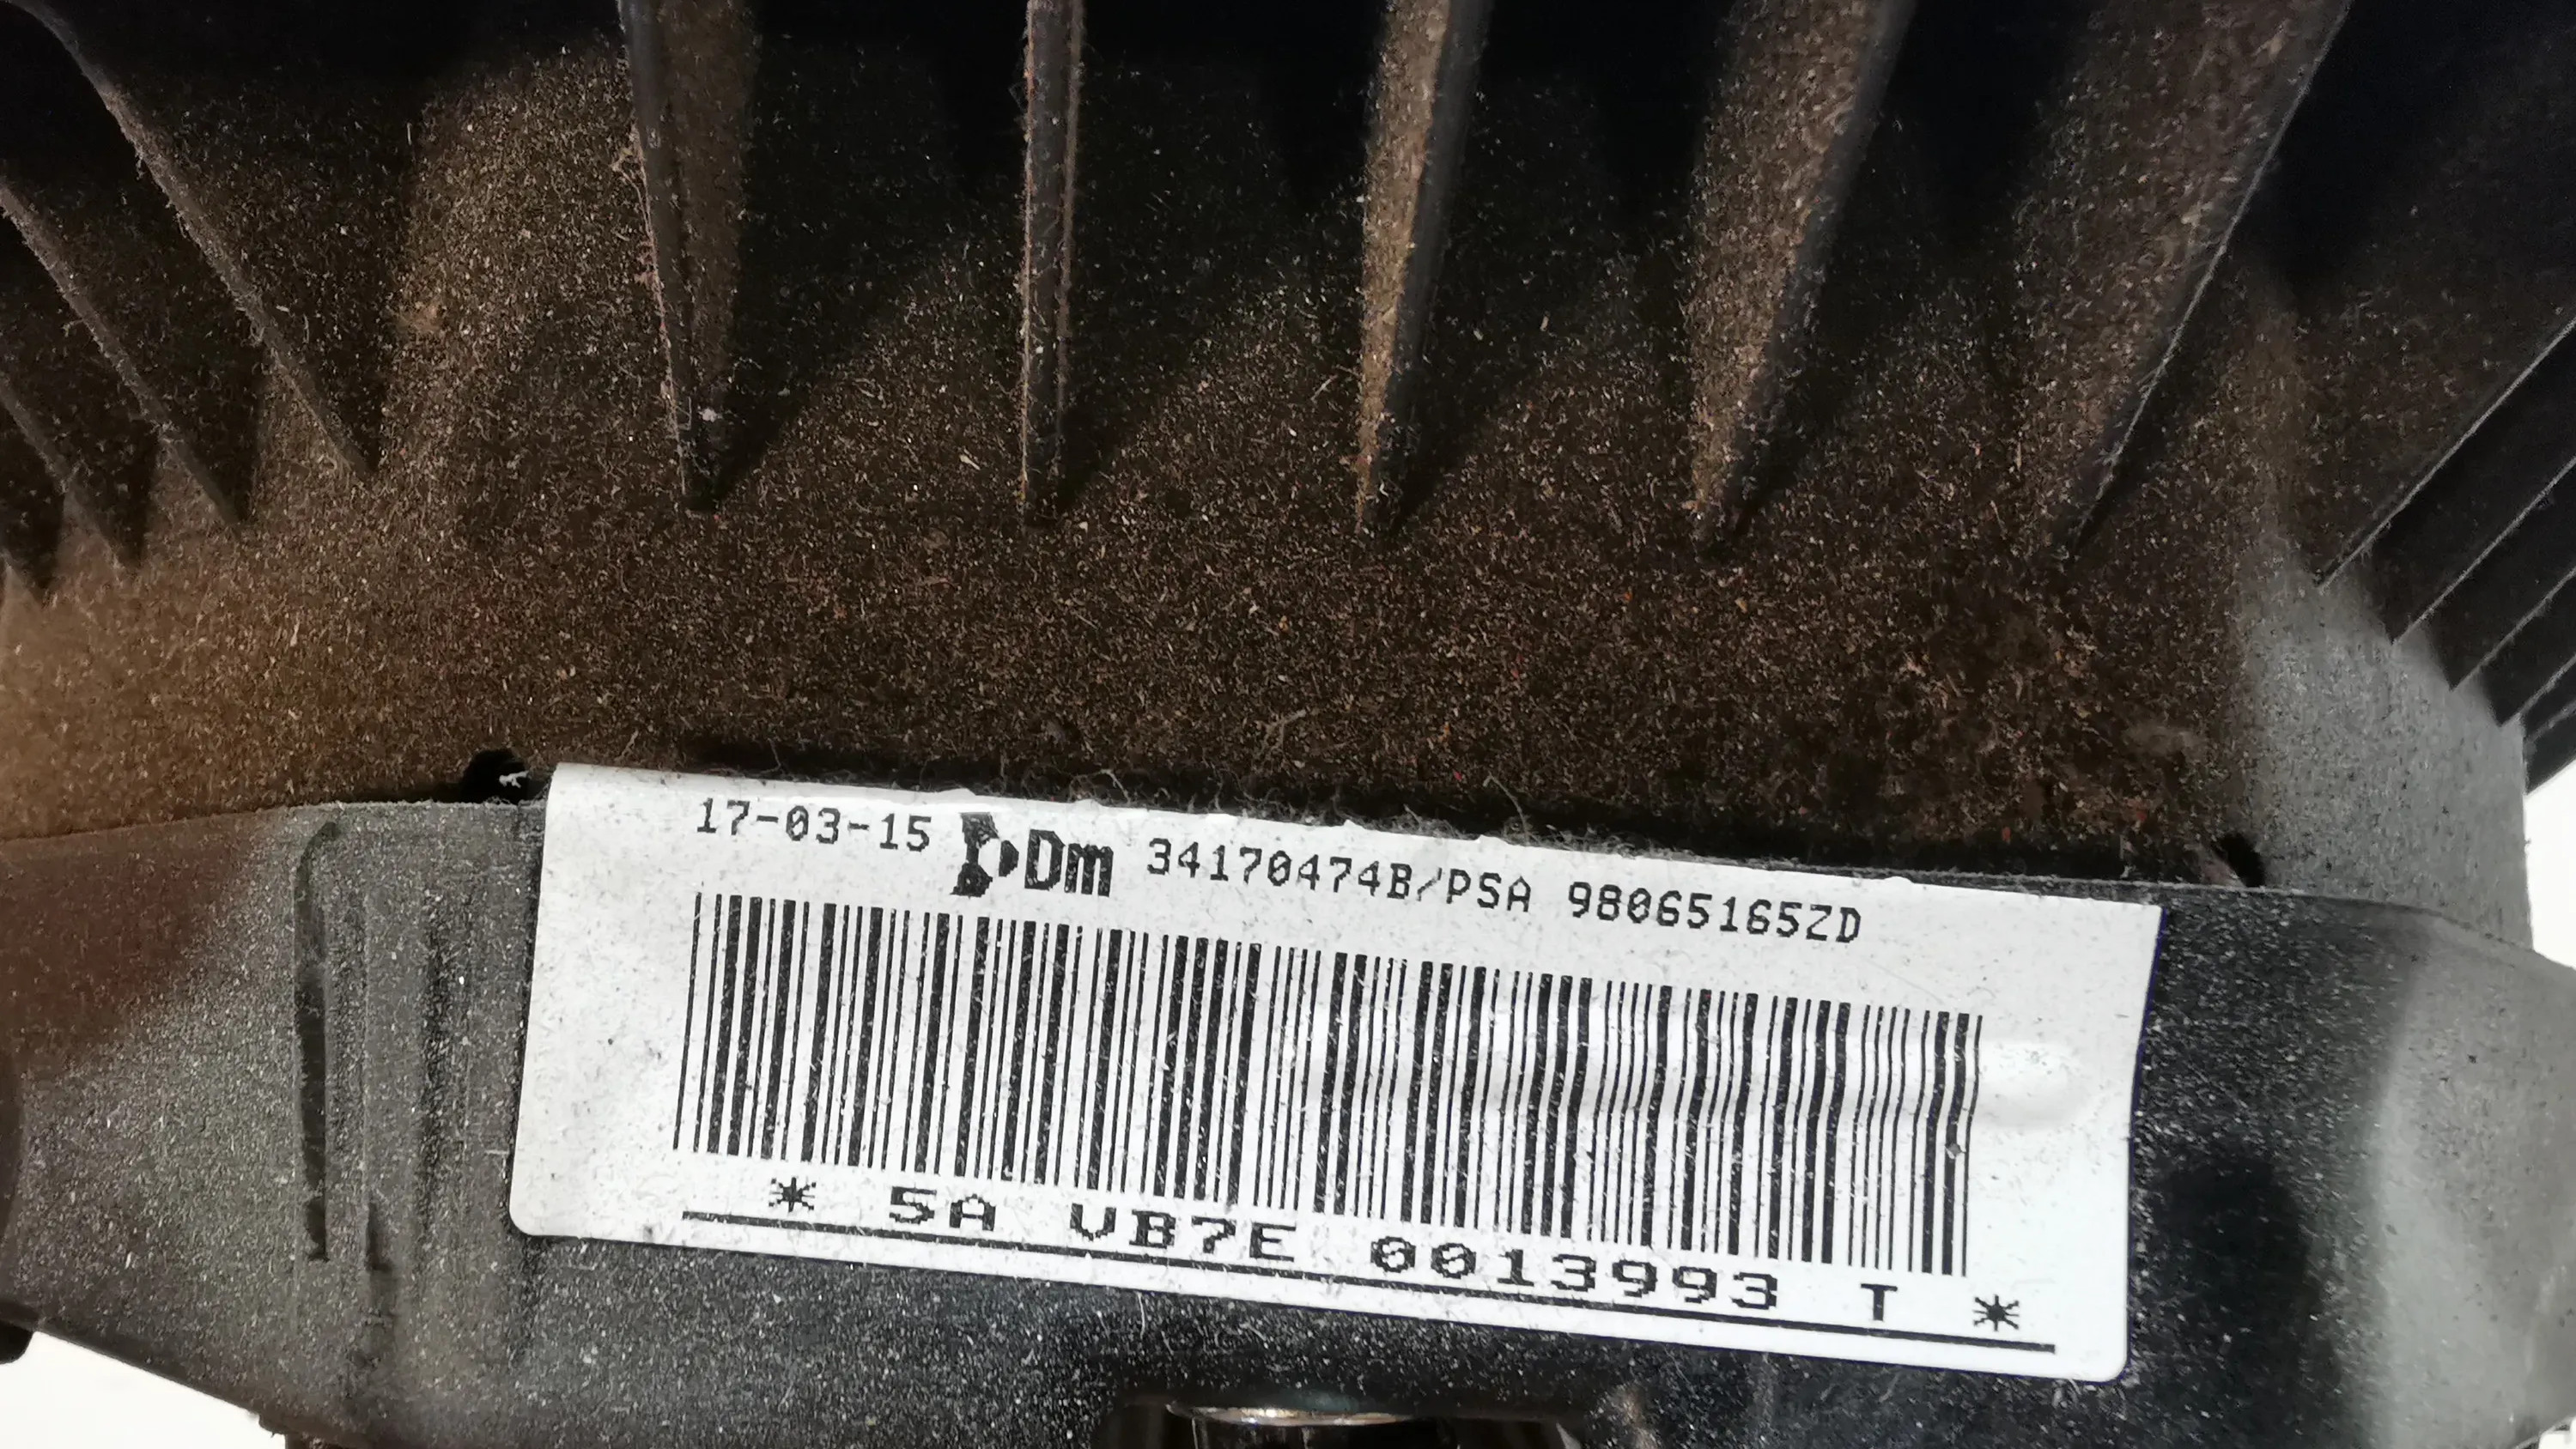 17-03-15 Dm 34170474B/PSA 98065165ZD
* 5A VB7E 0013993 T *